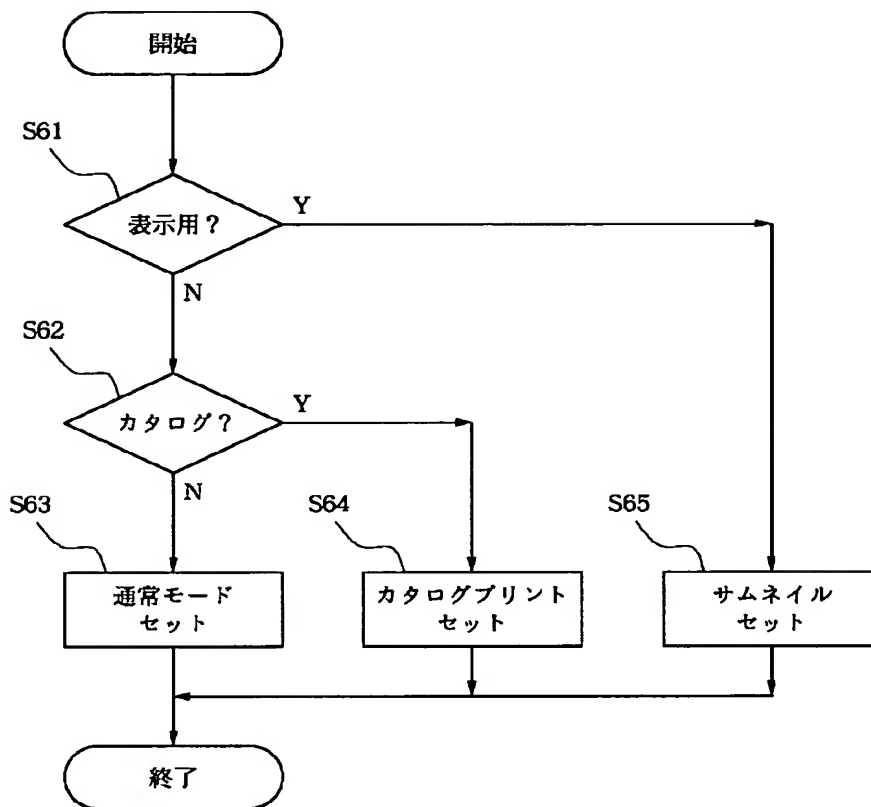 開始
S61
表示用？
Y
N
S62
カタログ？
Y
N
S63
通常モード
セット
S64
カタログプリント
セット
S65
サムネイル
セット
終了